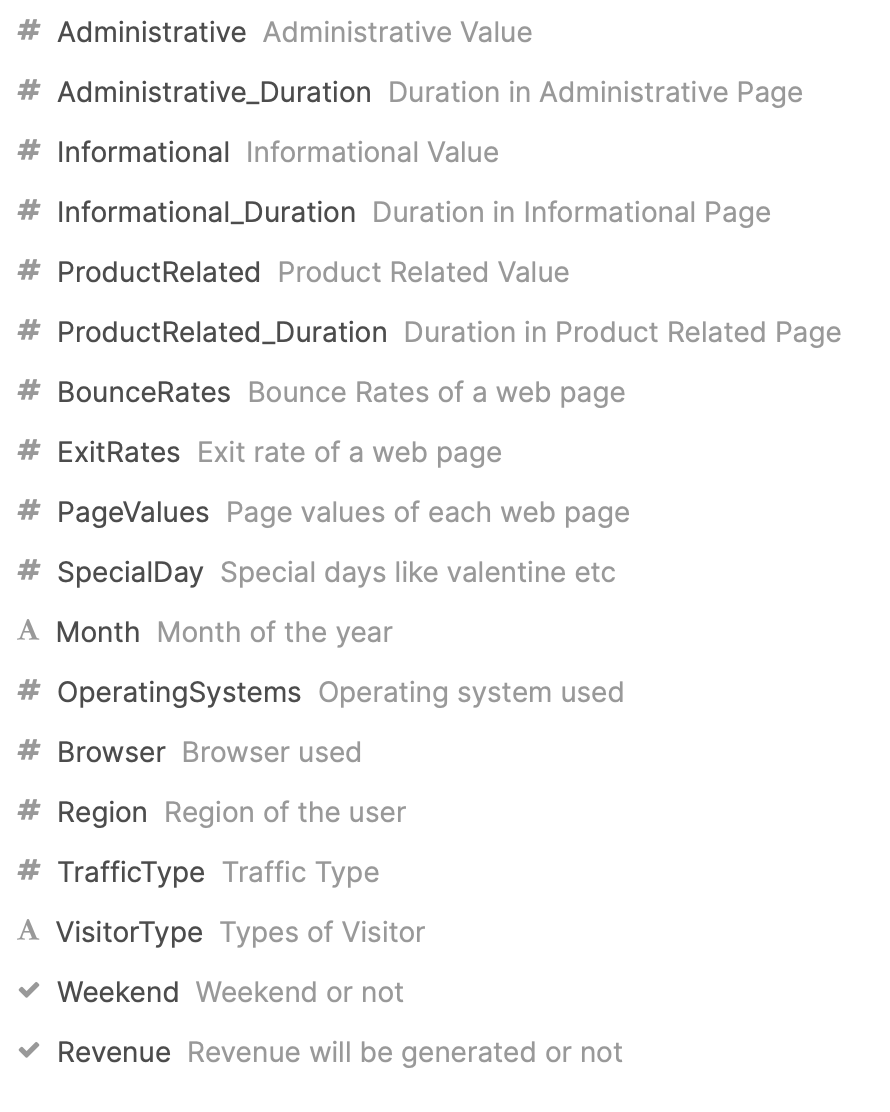 # Administrative Administrative Value
# Administrative_Duration Duration in Administrative Page
# Informational Informational Value
# Informational_Duration Duration in Informational Page
# ProductRelated Product Related Value
# ProductRelated_Duration Duration in Product Related Page
# BounceRates Bounce Rates of a web page
# ExitRates Exit rate of a web page
# PageValues Page values of each web page
# SpecialDay Special days like valentine etc
A Month Month of the year
# OperatingSystems Operating system used
# Browser Browser used
# Region Region of the user
# TrafficType Traffic Type
A VisitorType Types of Visitor
✓ Weekend Weekend or not
✓ Revenue Revenue will be generated or not